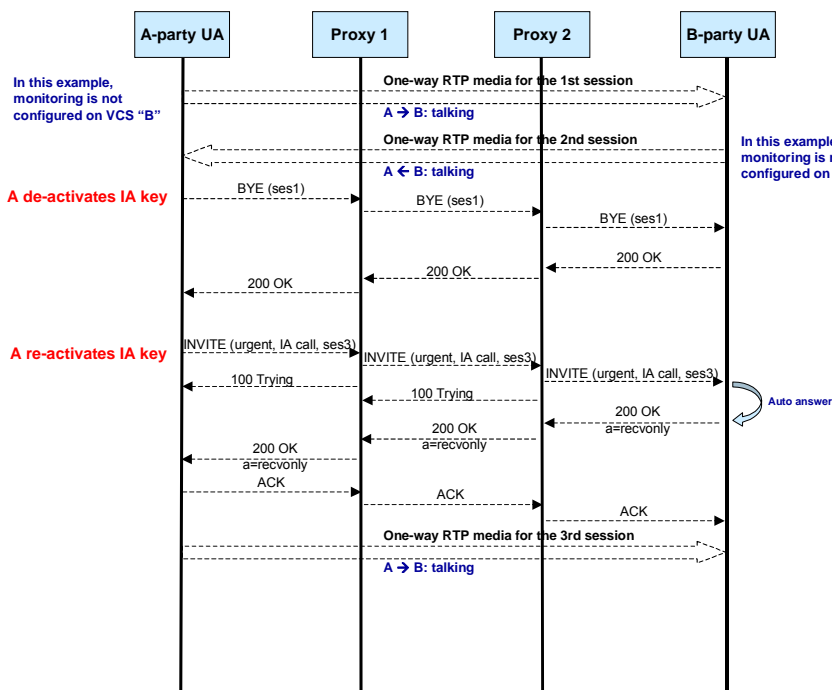 A-party UA
Proxy 1
Proxy 2
B-party UA
In this example,
monitoring is not
configured on VCS “B”
One-way RTP media for the 1st session
A → B: talking
One-way RTP media for the 2nd session
A ← B: talking
In this example
monitoring is
configured on
A de-activates IA key
BYE (ses1)
BYE (ses1)
BYE (ses1)
200 OK
200 OK
200 OK
A re-activates IA key
INVITE (urgent, IA call, ses3)
INVITE (urgent, IA call, ses3)
INVITE (urgent, IA call, ses3)
100 Trying
100 Trying
Auto answer
200 OK
a=recvonly
200 OK
a=recvonly
200 OK
a=recvonly
ACK
ACK
ACK
One-way RTP media for the 3rd session
A → B: talking